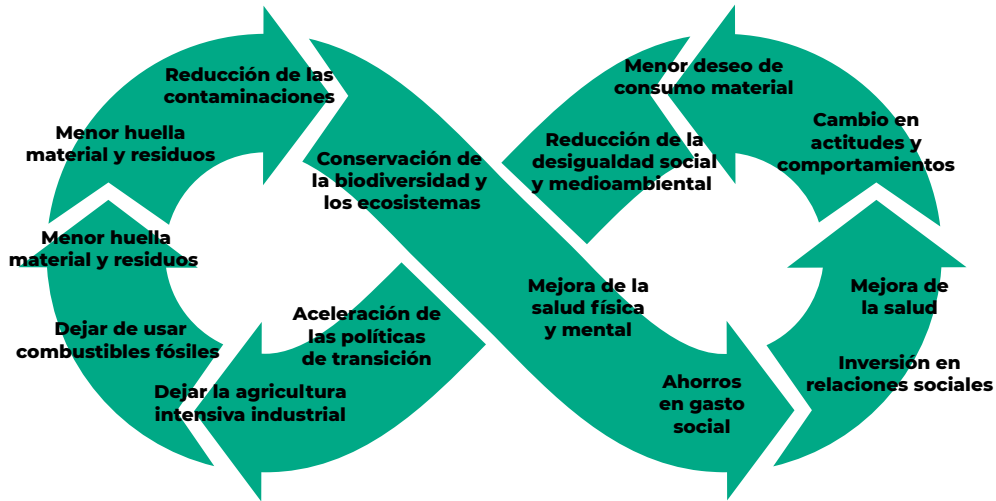 Reducción de las
contaminaciones
Menor huella
material y residuos
Menor huella
material y residuos
Dejar de usar
combustibles fósiles
Dejar la agricultura
intensiva industrial
Aceleración de
las políticas
de transición
Conservación de
la biodiversidad y
los ecosistemas
Mejora de la
salud física
y mental
Ahorros
en gasto
social
Inversión en
relaciones sociales
Mejora de
la salud
Cambio en
actitudes y
comportamientos
Menor deseo de
consumo material
Reducción de la
desigualdad social
y medioambiental